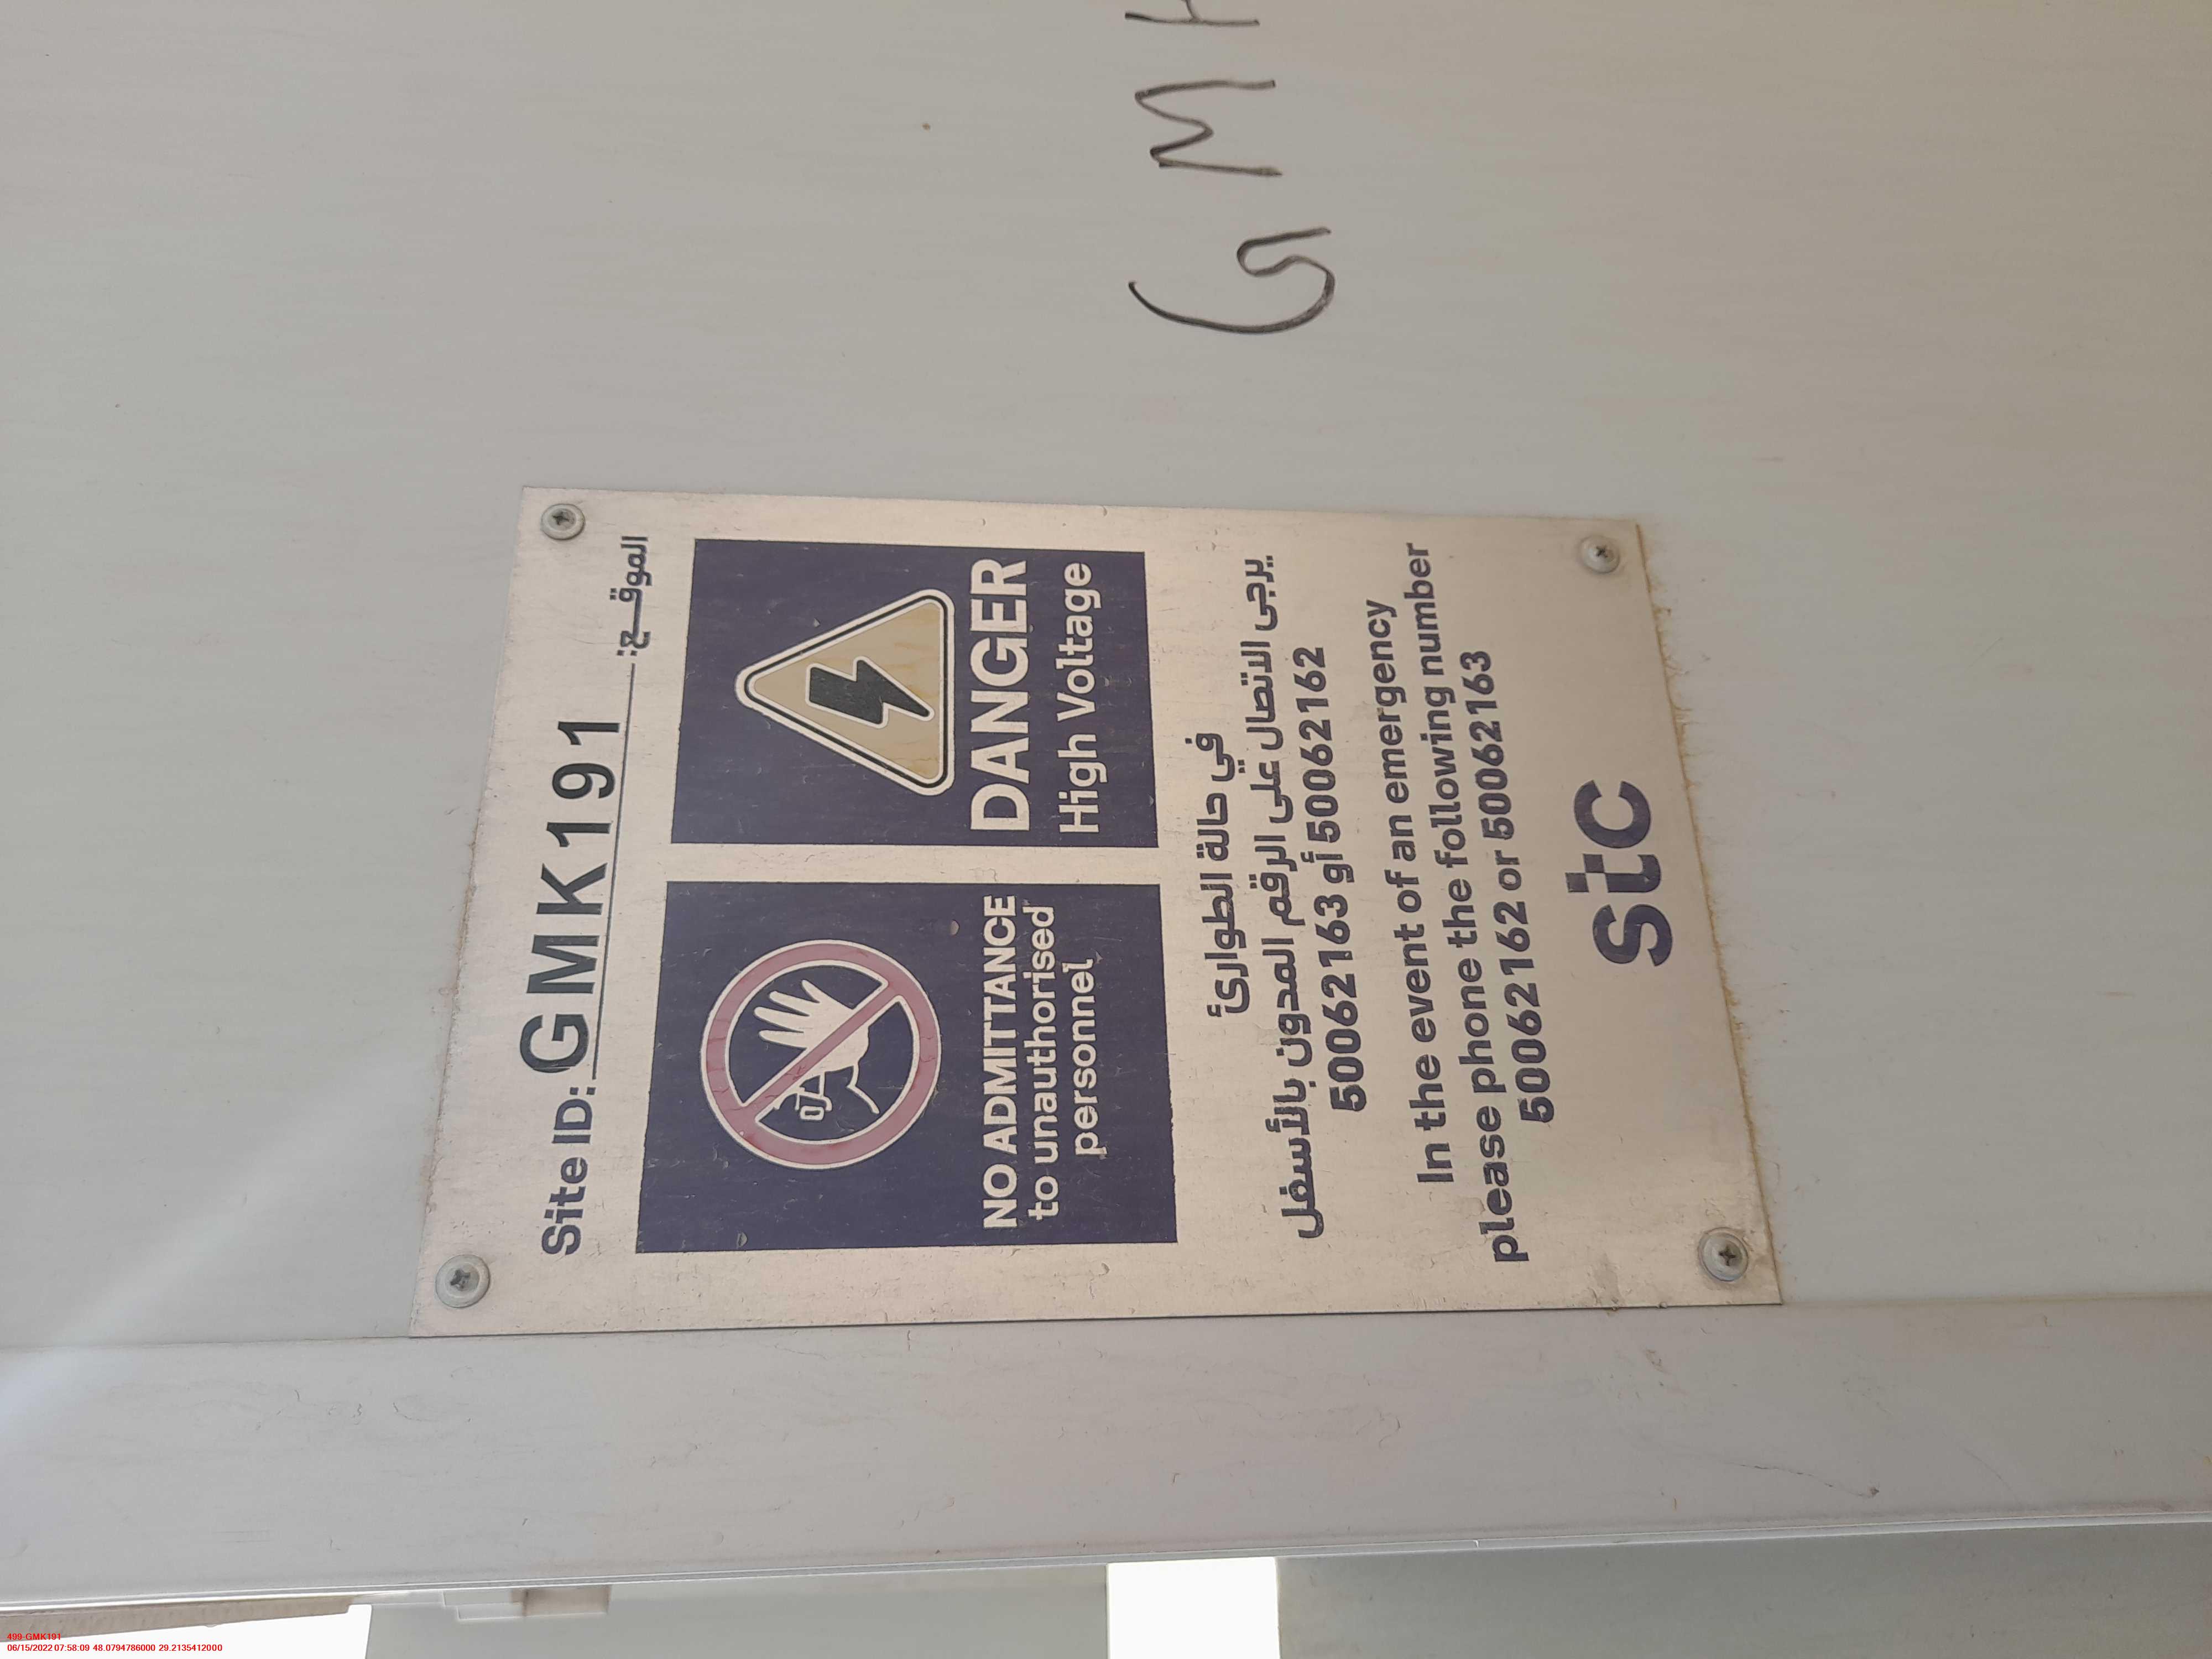 Site ID: GMK191 الموقع:
NO ADMITTANCE
to unauthorised
personnel
DANGER
High Voltage
في حالة الطوارئ
يرجى الاتصال على الرقم المدون بالأسفل
50062163 أو 50062162
In the event of an emergency
please phone the following number
50062162 or 50062163
stc
G M
499-GMK191
06/15/2022 07:58:09 48.0794786000 29.2135412000